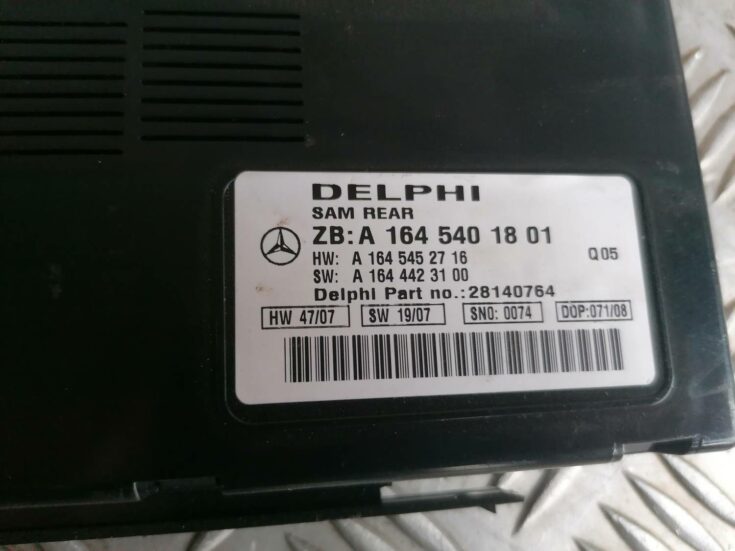 DELPHI
SAM REAR
ZB: A 164 540 18 01
HW: A 164 545 27 16 Q05
SW: A 164 442 31 00
Delphi Part no.: 28140764
HW 47/07 SW 19/07 SNO: 0074 DOP:071/08